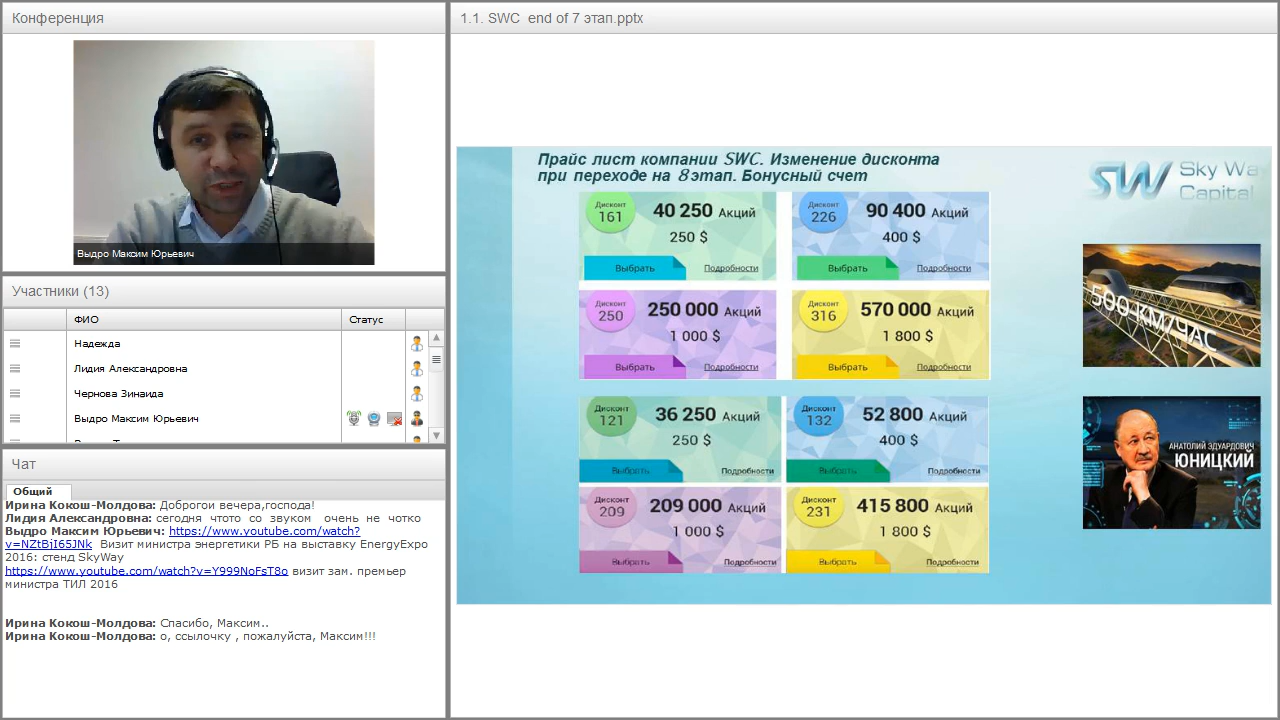 Конференция
Выдро Максим Юрьевич
Участники (13)
ФИО
Статус
Надежда
Лидия Александровна
Чернова Зинаида
Выдро Максим Юрьевич
Чат
Общий
Ирина Кокош-Молдова: Доброгои вечера,господа!
Лидия Александровна: сегодня чтото со звуком очень не чотко
Выдро Максим Юрьевич: https://www.youtube.com/watch?
v=NZtBjI65JNk Визит министра энергетики РБ на выставку EnergyExpo
2016: стенд SkyWay
https://www.youtube.com/watch?v=Y999NoFsT8o визит зам. премьер
министра ТИЛ 2016
Ирина Кокош-Молдова: Спасибо, Максим..
Ирина Кокош-Молдова: о, ссылочку , пожалуйста, Максим!!!
1.1. SWC end of 7 этап.pptx
Прайс лист компании SWC. Изменение дисконта
при переходе на 8 этап. Бонусный счет
Дисконт 161
40 250 Акций
250 $
Выбрать Подробности
Дисконт 226
90 400 Акций
400 $
Выбрать Подробности
Дисконт 250
250 000 Акций
1 000 $
Выбрать Подробности
Дисконт 316
570 000 Акций
1 800 $
Выбрать Подробности
Дисконт 121
36 250 Акций
250 $
Выбрать Подробности
Дисконт 132
52 800 Акций
400 $
Выбрать Подробности
Дисконт 209
209 000 Акций
1 000 $
Выбрать Подробности
Дисконт 231
415 800 Акций
1 800 $
Выбрать Подробности
SW Sky Wa
Capital
500 КМ/ЧАС
АНАТОЛИЙ ЭДУАРДОВИЧ
ЮНИЦКИЙ